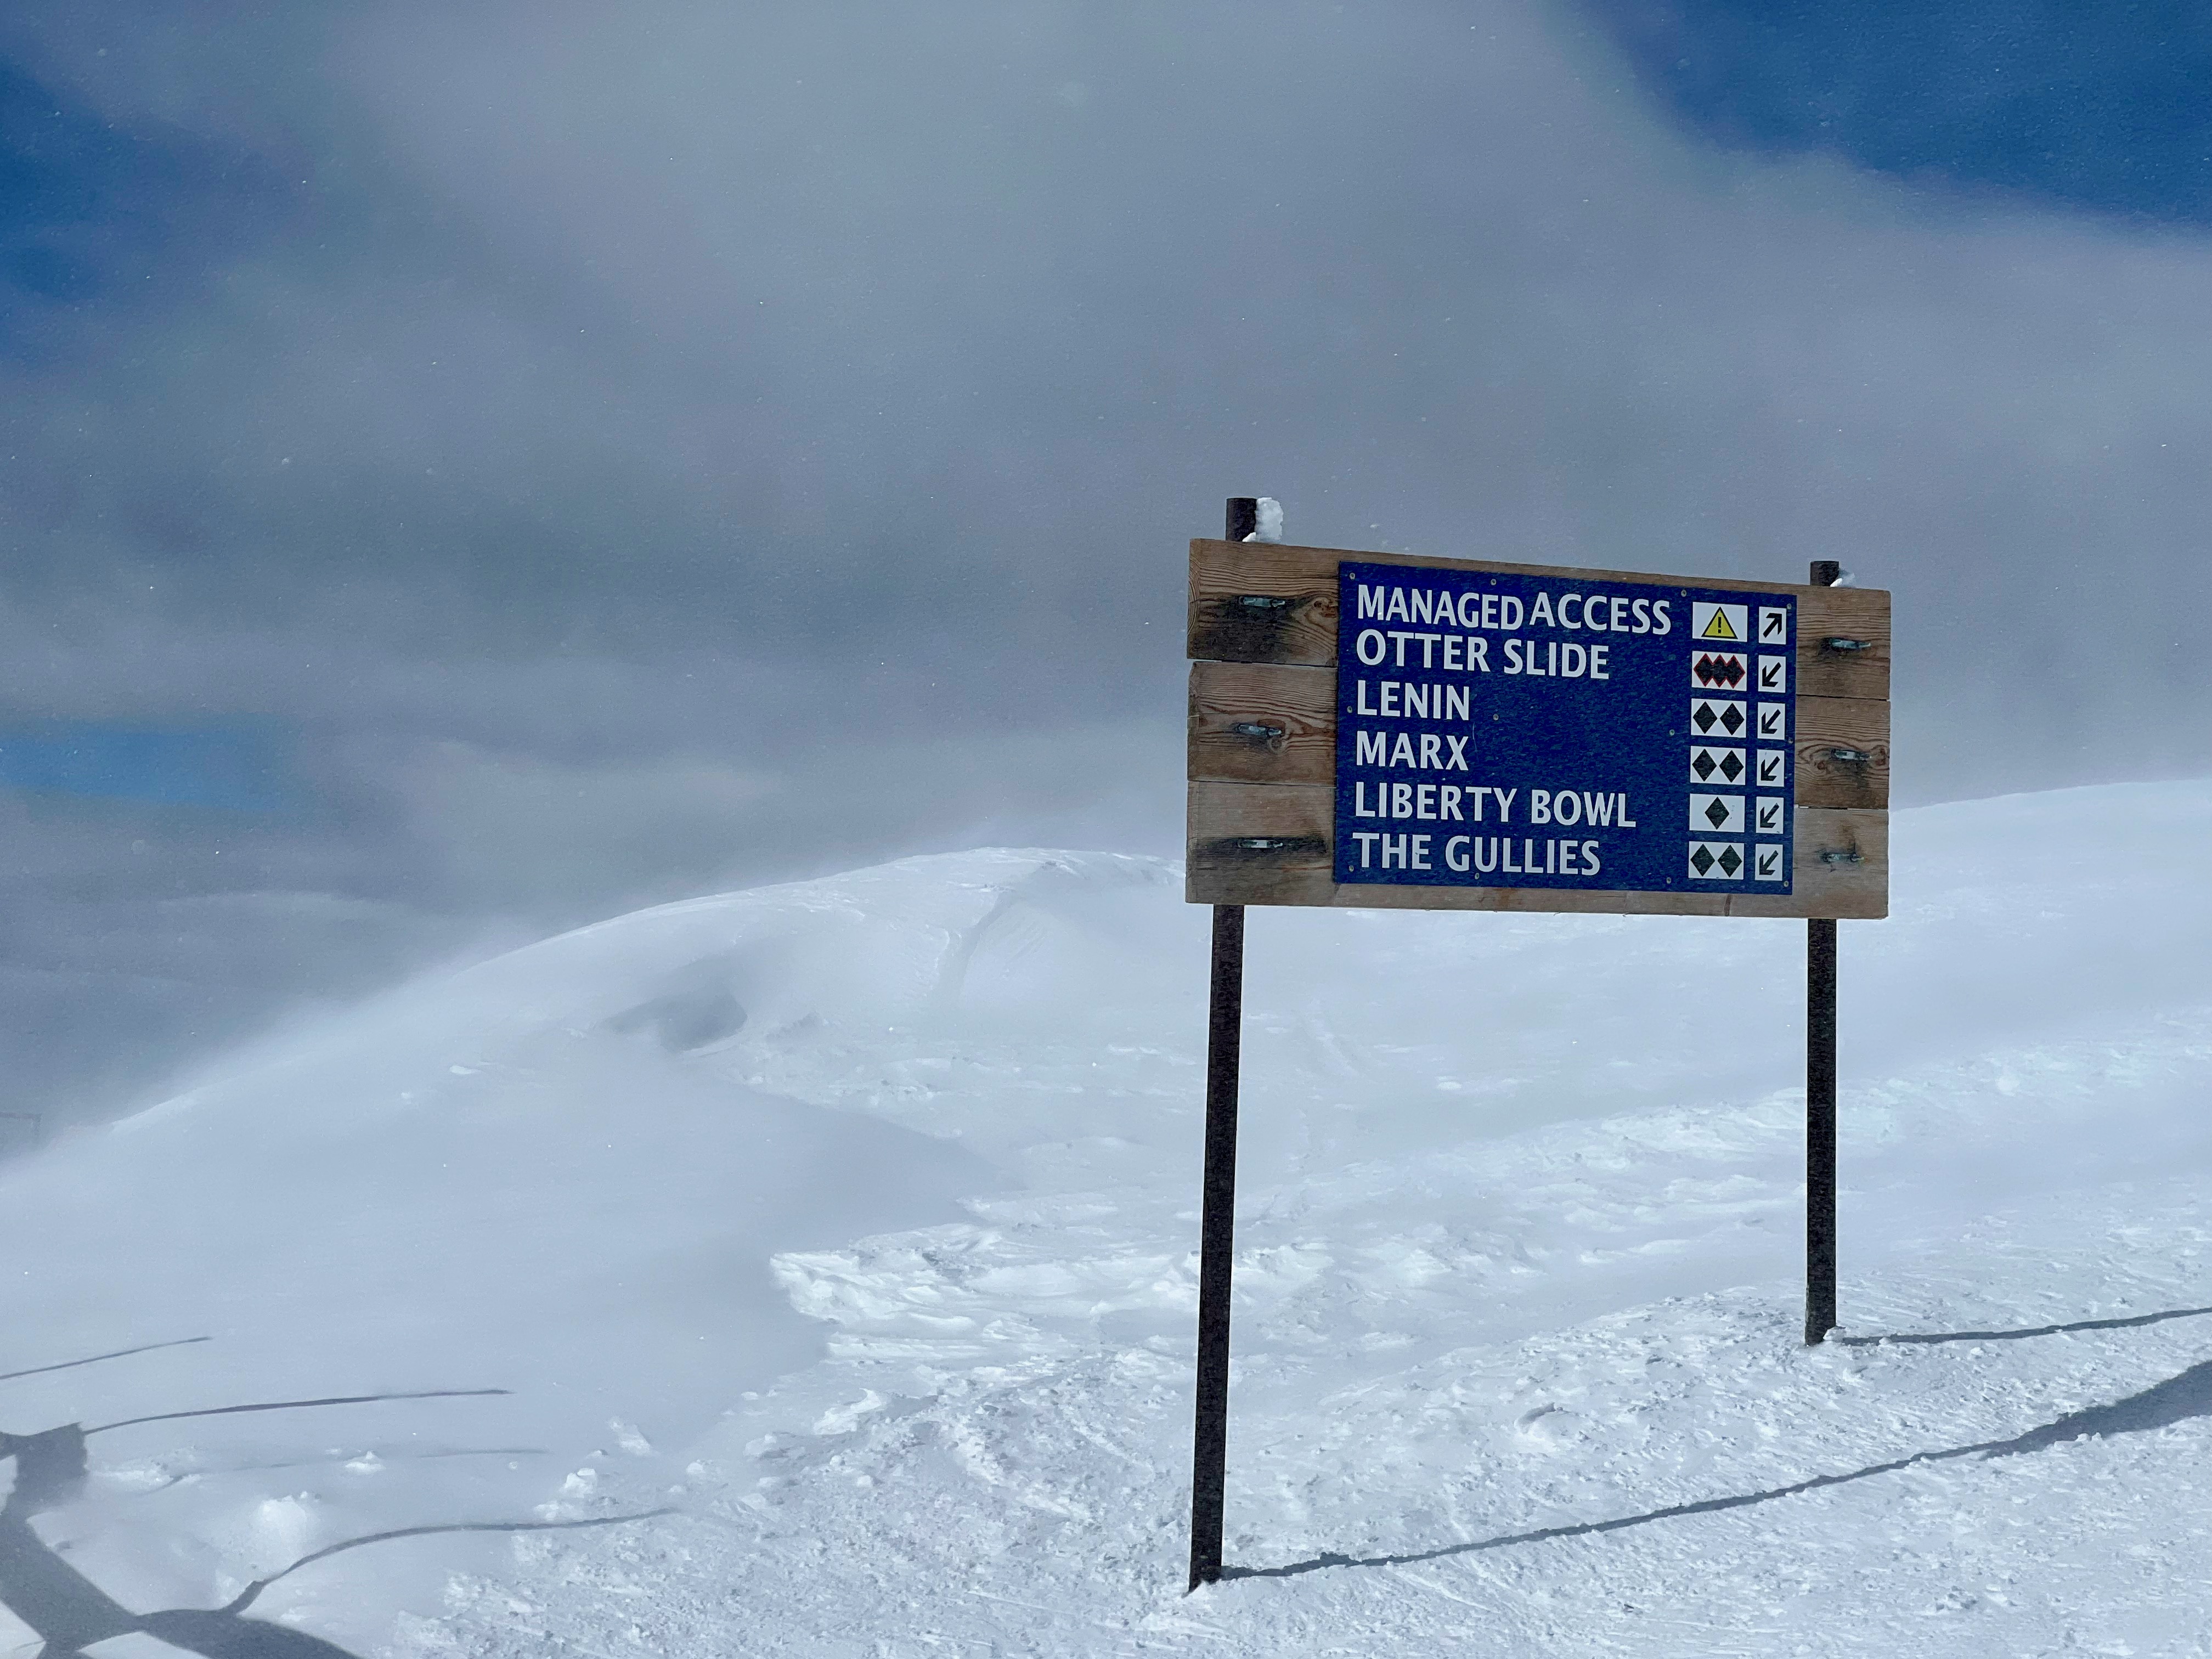 MANAGED ACCESS
OTTER SLIDE
LENIN
MARX
LIBERTY BOWL
THE GULLIES